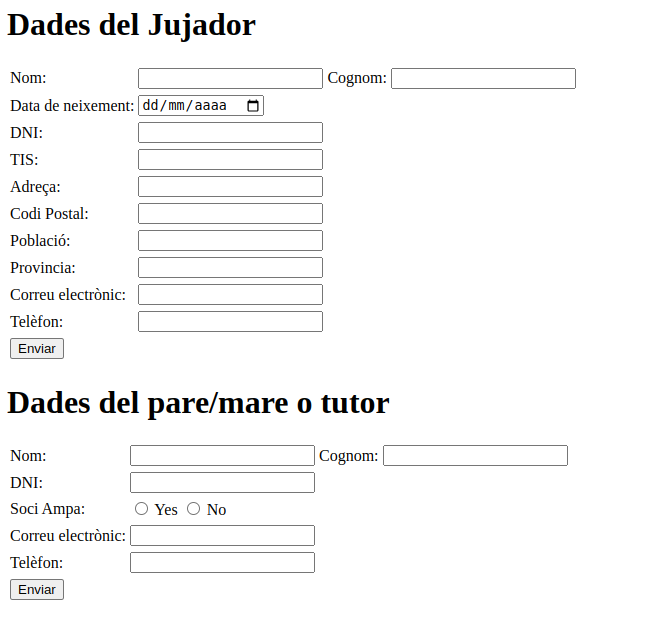 Dades del Jujador
Nom: Cognom:
Data de neixement: dd/mm/aaaa
DNI:
TIS:
Adreça:
Codi Postal:
Població:
Provincia:
Correu electrònic:
Telèfon:
Enviar
Dades del pare/mare o tutor
Nom: Cognom:
DNI:
Soci Ampa: Yes No
Correu electrònic:
Telèfon:
Enviar